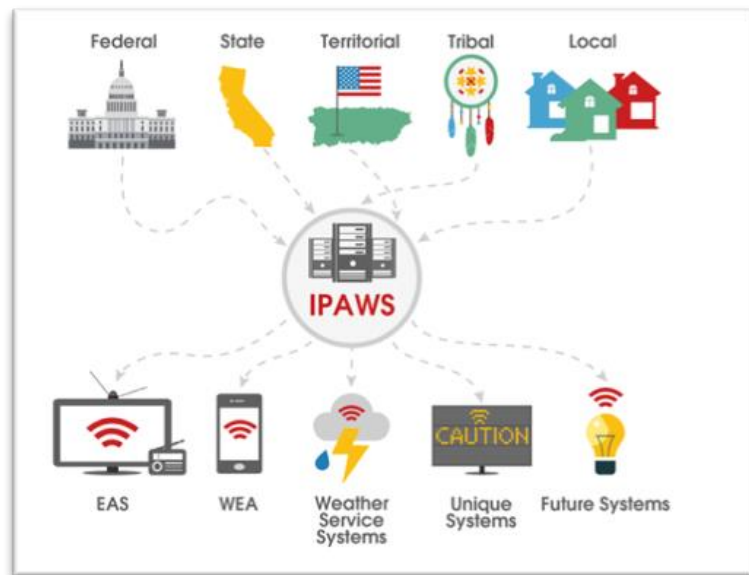 Federal
State
Territorial
Tribal
Local
IPAWS
CAUTION
EAS
WEA
Weather
Service
Systems
Unique
Systems
Future Systems